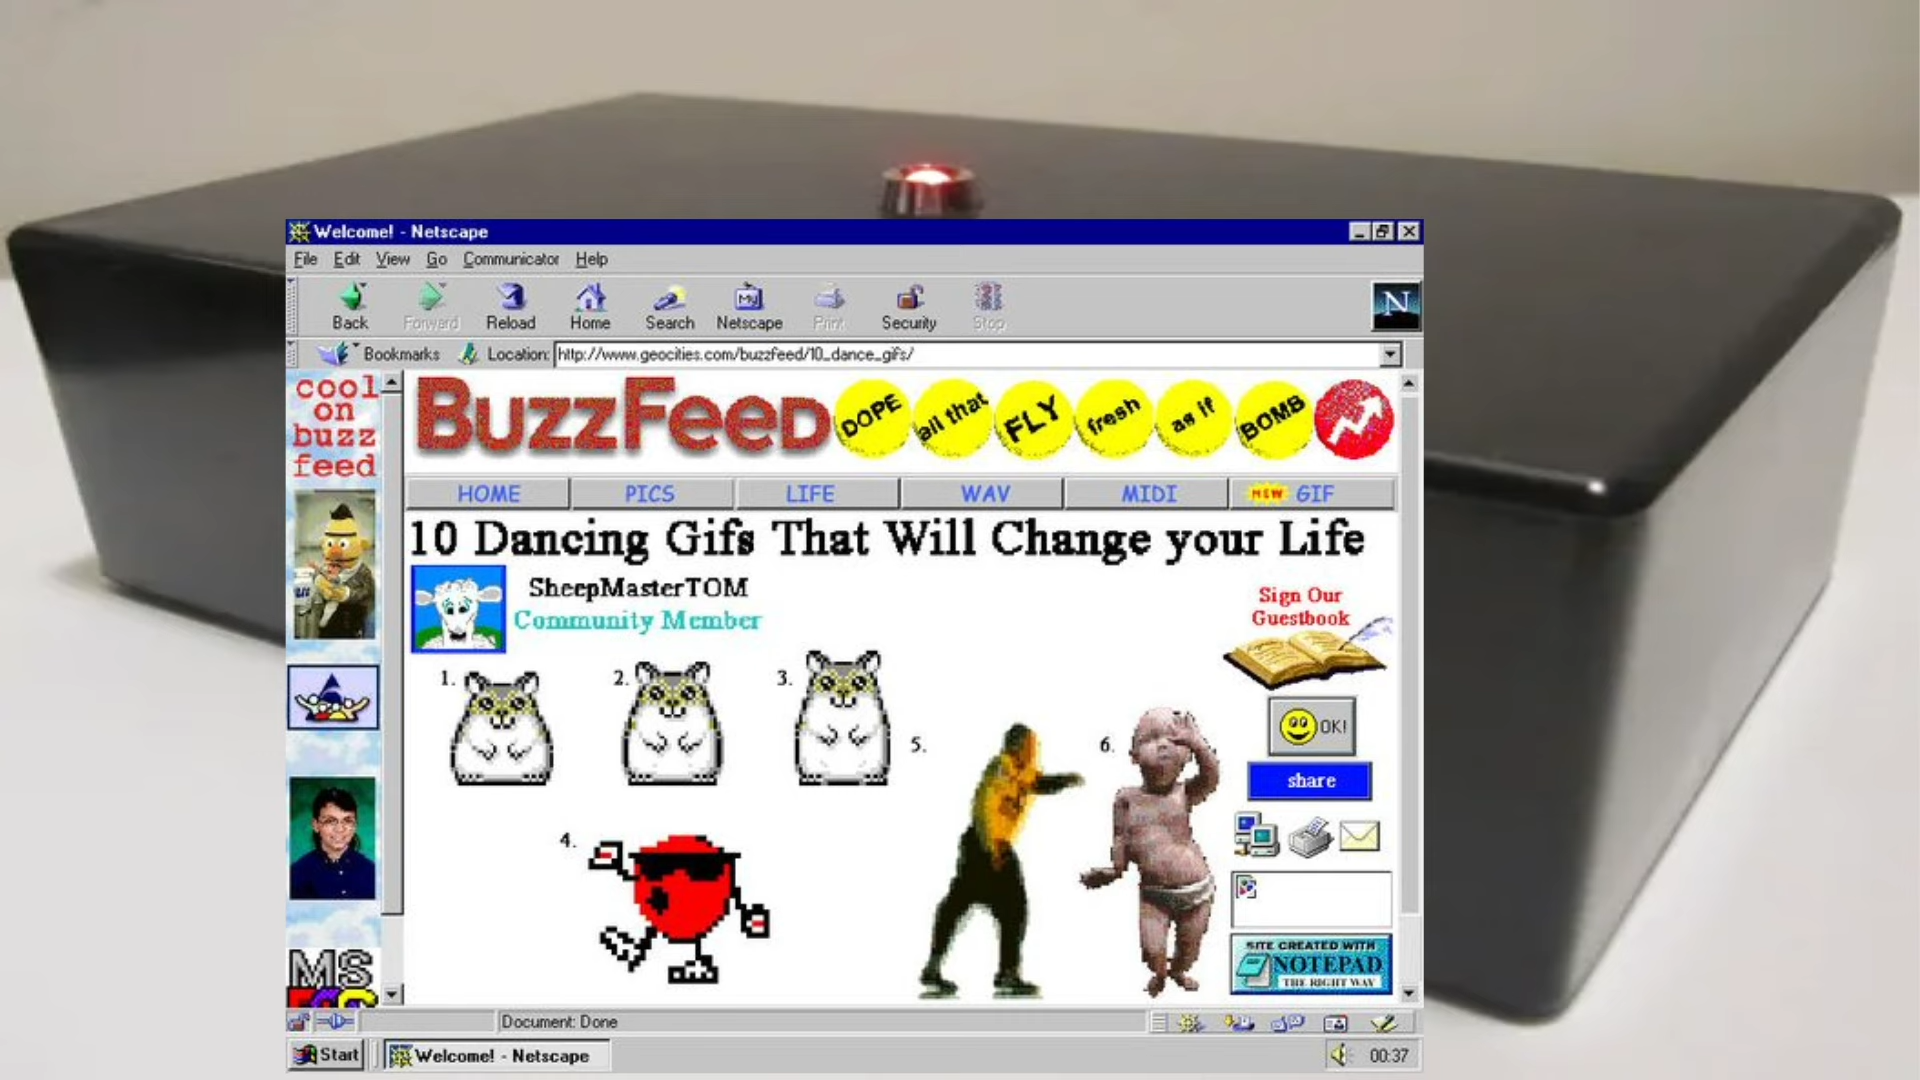 Welcome! - Netscape
File Edit View Go Communicator Help
Back Forward Reload Home Search Netscape Print Security Stop
My
N
Bookmarks Location: http://www.geocities.com/buzzfeed/10_dance_gifs/
cool
on
buzz
feed
BuzzFeed DOPE all that FLY fresh as if BOMB
HOME PICS LIFE WAV MIDI NEW GIF
10 Dancing Gifs That Will Change your Life
SheepMasterTOM
Community Member
Sign Our
Guestbook
1. 2. 3.
5. 6.
OK!
share
4.
SITE CREATED WITH
NOTEPAD
THE RIGHT WAY
MS
Document: Done
Start Welcome! - Netscape 00:37